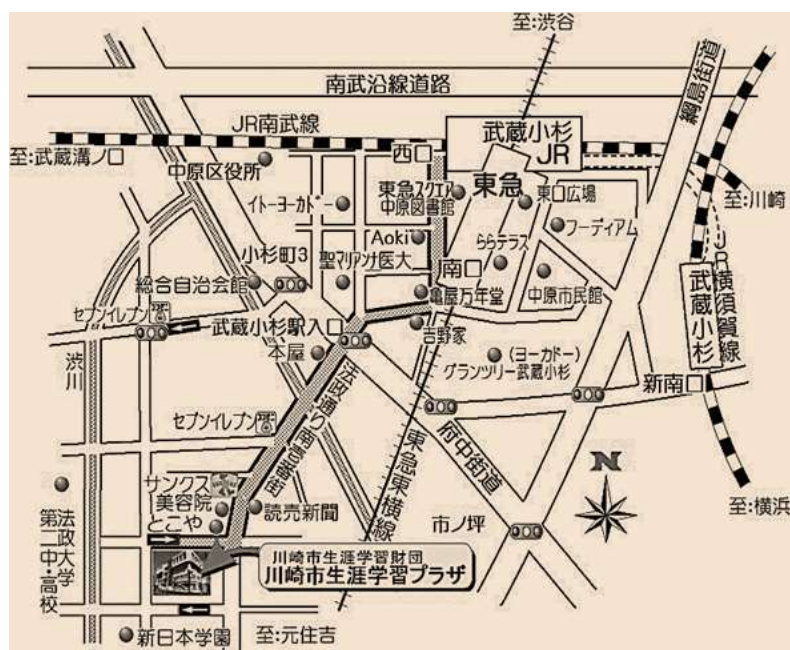 至:渋谷
南武沿線道路
綱島街道
JR南武線
武蔵小杉
JR
西口
至:武蔵溝ノ口
中原区役所
東急スクエア
中原図書館
東急
東口広場
至:川崎
イトーヨーカドー
フーディアム
Aoki
ららテラス
小杉町3
聖マリアンナ医大
南口
総合自治会館
亀屋万年堂
中原市民館
JR横須賀線
武蔵小杉
セブンイレブン
武蔵小杉駅入口
吉野家
本屋
(ヨーカドー)
グランツリー武蔵小杉
新南口
渋川
法政通り商店街
セブンイレブン
府中街道
東急東横線
N
サンクス
美容院
とこや
読売新聞
市ノ坪
至:横浜
法政大学
第二中・高校
川崎市生涯学習財団
川崎市生涯学習プラザ
新日本学園
至:元住吉